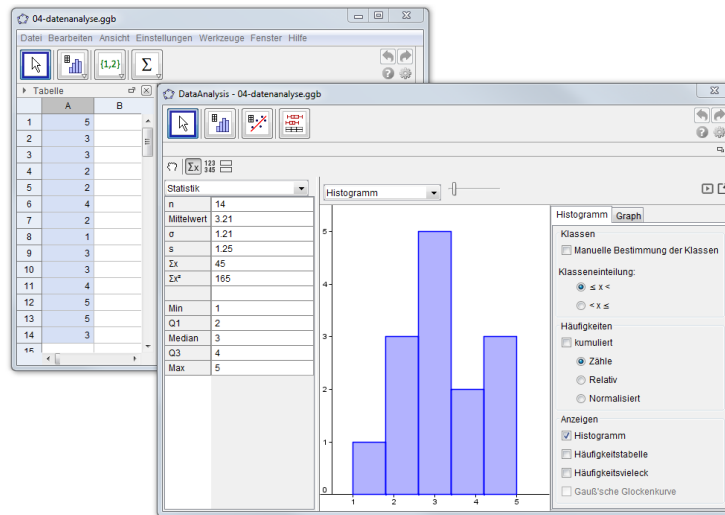 04-datenanalyse.ggb
Datei Bearbeiten Ansicht Einstellungen Werkzeuge Fenster Hilfe
{1,2}
Σ
Tabelle
A B
1 5
2 3
3 3
4 2
5 2
6 4
7 2
8 1
9 3
10 3
11 4
12 5
13 5
14 3
15
DataAnalysis - 04-datenanalyse.ggb
Σx 123
345
Statistik
n 14
Mittelwert 3.21
σ 1.21
s 1.25
Σx 45
Σx² 165
Min 1
Q1 2
Median 3
Q3 4
Max 5
Histogramm
5
4
3
2
1
0
1 2 3 4 5
Histogramm Graph
Klassen
Manuelle Bestimmung der Klassen
Klasseneinteilung:
≤ x <
< x ≤
Häufigkeiten
kumuliert
Zähle
Relativ
Normalisiert
Anzeigen
Histogramm
Häufigkeitstabelle
Häufigkeitsvieleck
Gauß'sche Glockenkurve